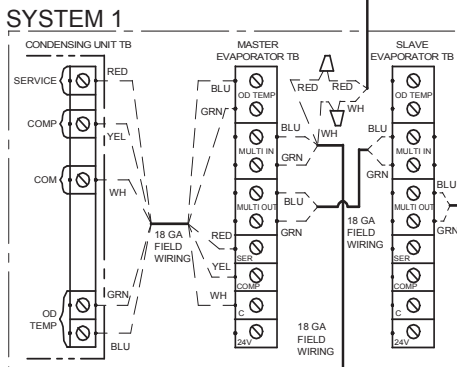 SYSTEM 1
CONDENSING UNIT TB
MASTER
EVAPORATOR TB
SLAVE
EVAPORATOR TB
SERVICE
RED
COMP
YEL
COM
WH
OD
TEMP
GRN
BLU
18 GA
FIELD
WIRING
BLU
GRN
RED
YEL
WH
OD TEMP
MULTI IN
MULTI OUT
SER
COMP
C
24V
BLU
GRN
BLU
GRN
RED
RED
WH
WH
18 GA
FIELD
WIRING
18 GA
FIELD
WIRING
BLU
GRN
OD TEMP
MULTI IN
MULTI OUT
SER
COMP
C
24V
BLU
GRN